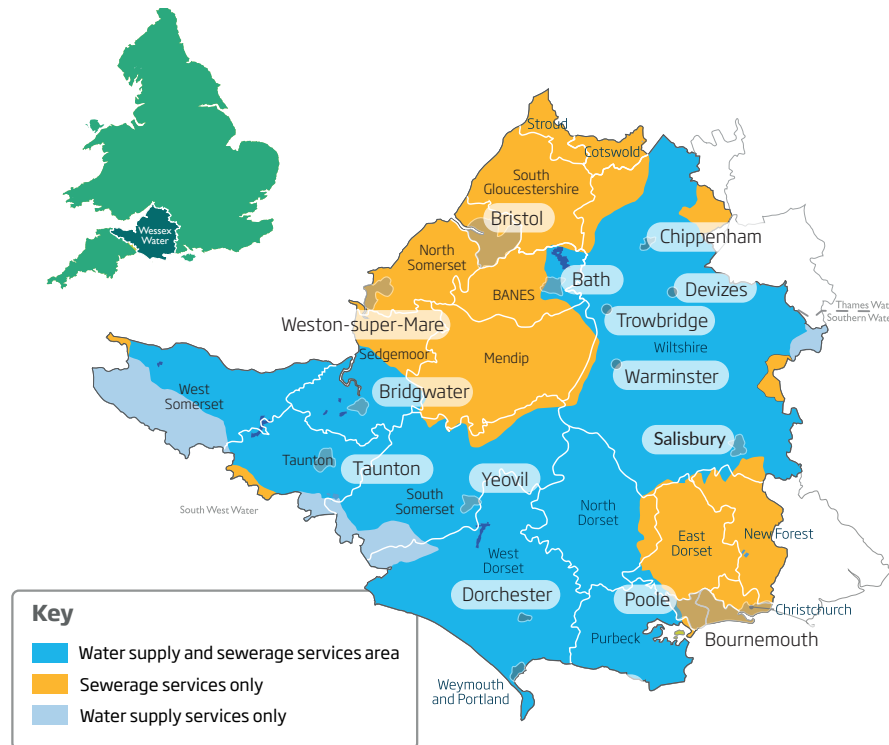 Wessex
Water
Stroud
Cotswold
South
Gloucestershire
Bristol
Chippenham
North
Somerset
Bath
Devizes
BANES
Thames Wat
Southern Wate
Weston-super-Mare
Trowbridge
Sedgemoor
Mendip
Wiltshire
Warminster
West
Somerset
Bridgwater
Salisbury
Taunton
Taunton
Yeovil
South West Water
South
Somerset
North
Dorset
East
Dorset
New Forest
West
Dorset
Dorchester
Poole
Christchurch
Purbeck
Bournemouth
Weymouth
and Portland
Key
Water supply and sewerage services area
Sewerage services only
Water supply services only